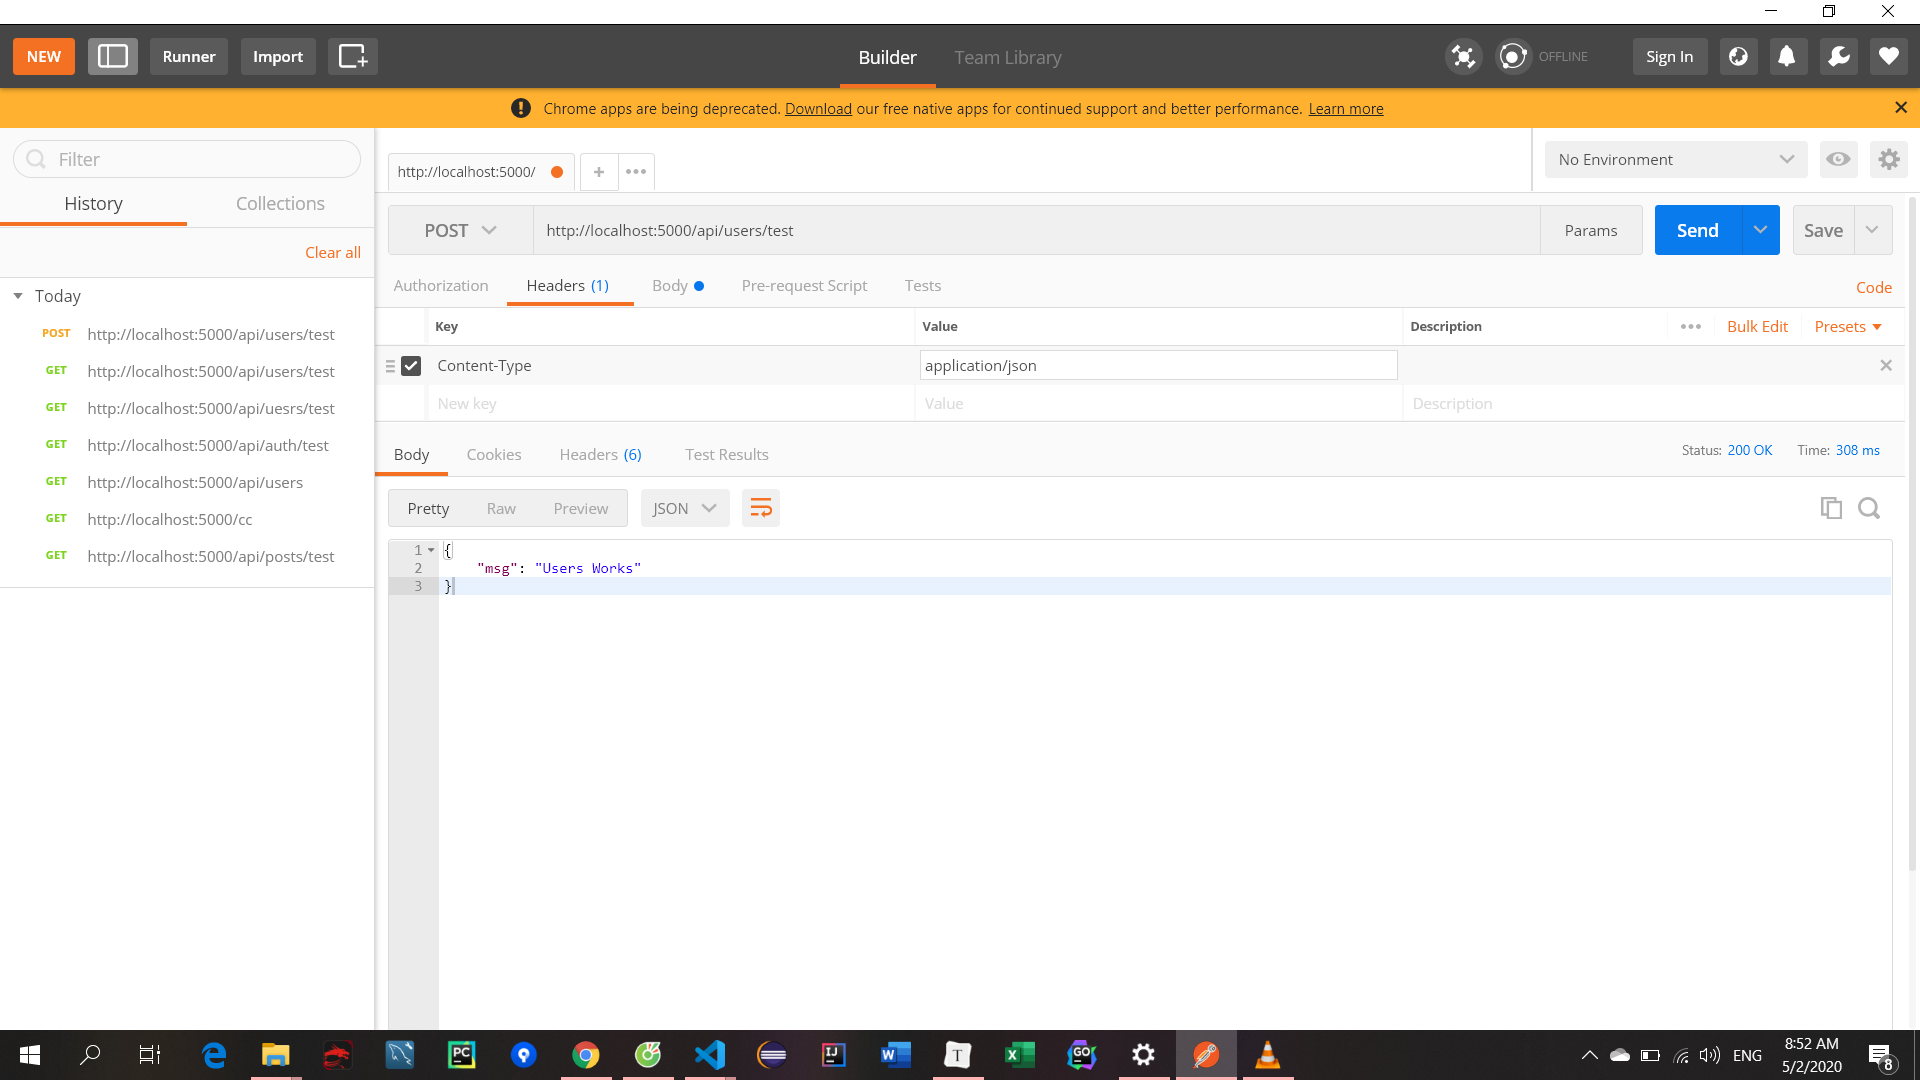 NEW Runner Import Builder Team Library OFFLINE Sign In
Chrome apps are being deprecated. Download our free native apps for continued support and better performance. Learn more
Filter
History Collections
Clear all
Today
POST http://localhost:5000/api/users/test
GET http://localhost:5000/api/users/test
GET http://localhost:5000/api/uesrs/test
GET http://localhost:5000/api/auth/test
GET http://localhost:5000/api/users
GET http://localhost:5000/cc
GET http://localhost:5000/api/posts/test
http://localhost:5000/ + ••• No Environment
POST http://localhost:5000/api/users/test Params Send Save
Authorization Headers (1) Body Pre-request Script Tests Code
Key Value Description ••• Bulk Edit Presets
Content-Type application/json
New key Value Description
Body Cookies Headers (6) Test Results Status: 200 OK Time: 308 ms
Pretty Raw Preview JSON
1 {
2 "msg": "Users Works"
3 }
PC IJ W T X GO ENG 8:52 AM
5/2/2020 8